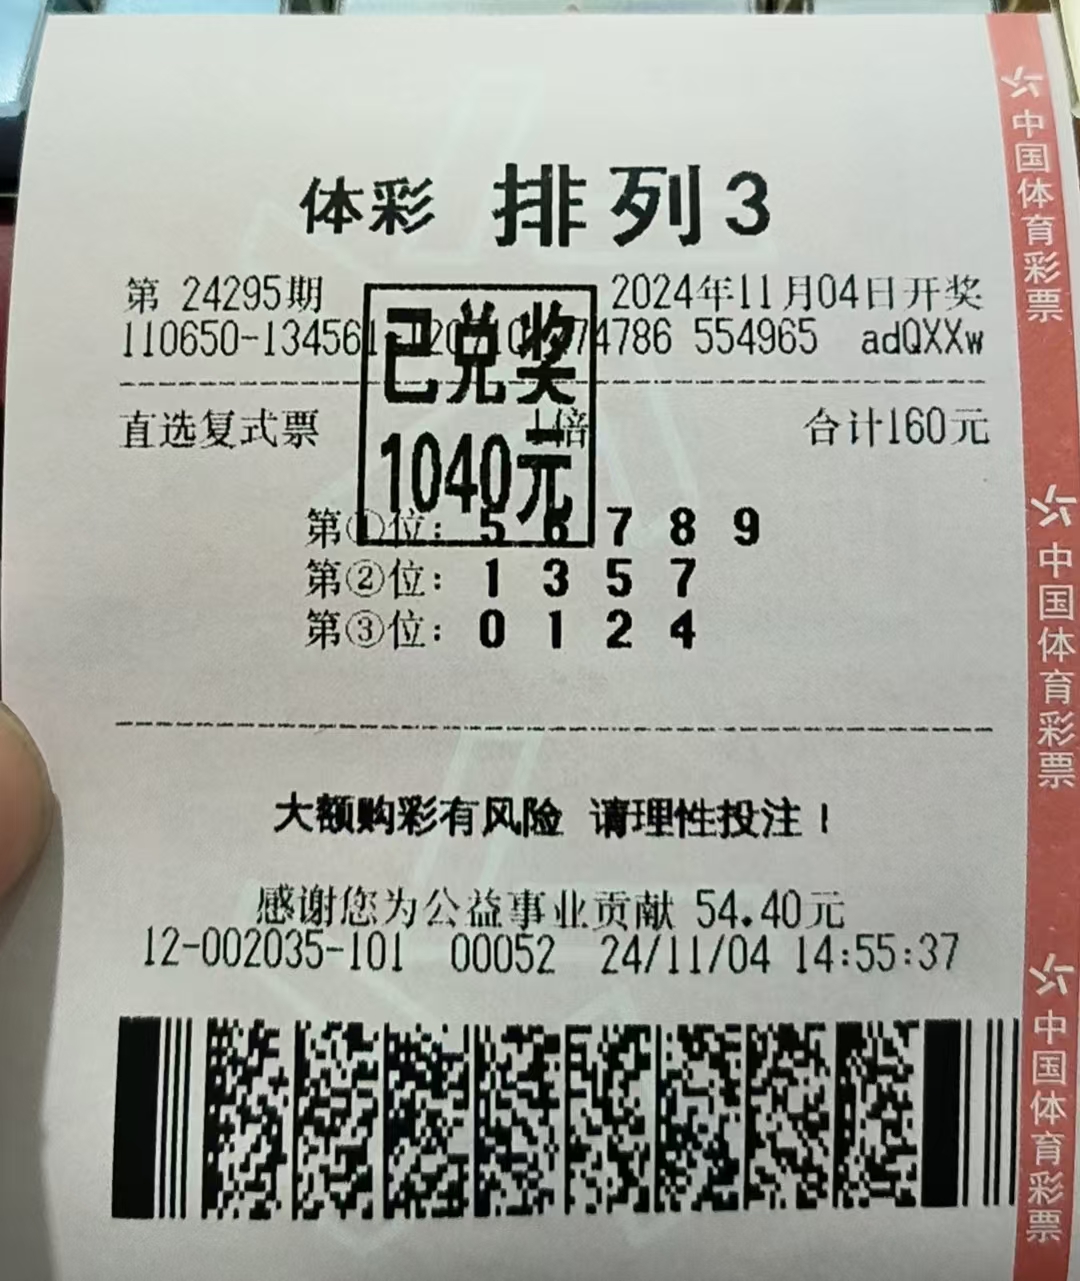 体彩 排列3
第 24295期 2024年11月04日开奖
已兑奖
110650-134561 74786 554965 adQXXw
直选复式票 1倍 合计160元
1040元
第①位: 5 6 7 8 9
第②位: 1 3 5 7
第③位: 0 1 2 4
大额购彩有风险 请理性投注!
感谢您为公益事业贡献 54.40元
12-002035-101 00052 24/11/04 14:55:37
中国体育彩票
中国体育彩票
中国体育彩票